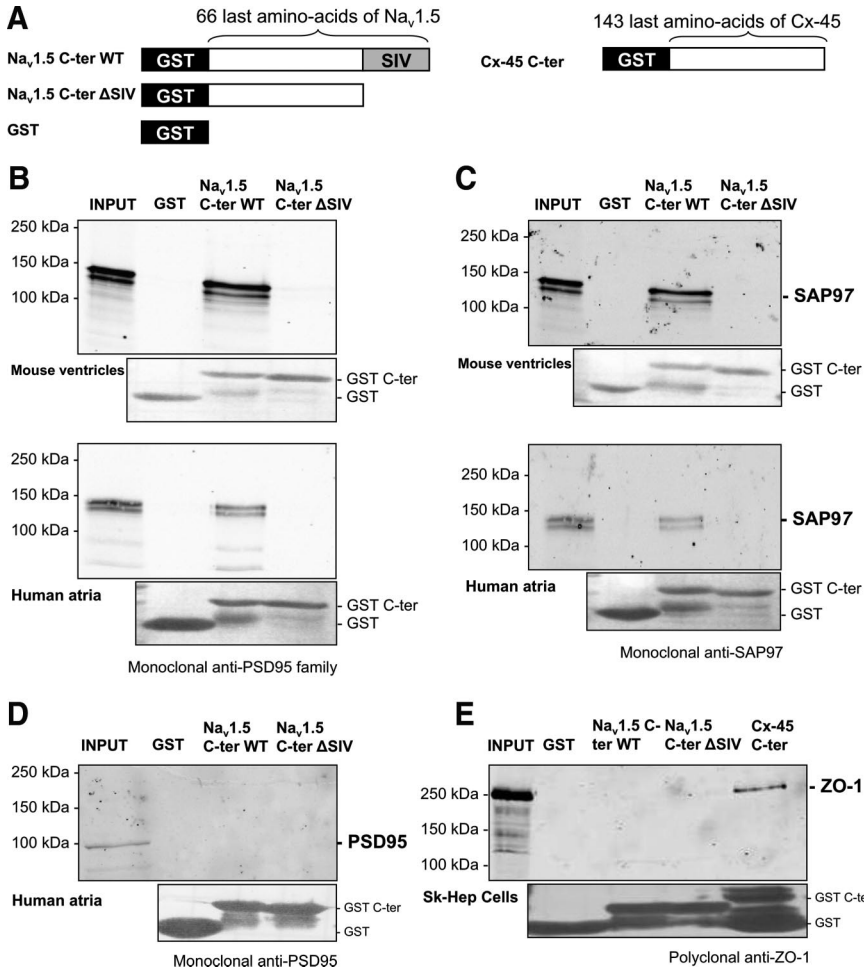 A
66 last amino-acids of Nav1.5
143 last amino-acids of Cx-45
Nav1.5 C-ter WT
GST
SIV
Cx-45 C-ter
GST
Nav1.5 C-ter ΔSIV
GST
GST
GST
B
INPUT
GST
Nav1.5
C-ter WT
Nav1.5
C-ter ΔSIV
250 kDa
150 kDa
100 kDa
Mouse ventricles
GST C-ter
GST
250 kDa
150 kDa
100 kDa
Human atria
GST C-ter
GST
Monoclonal anti-PSD95 family
C
INPUT
GST
Nav1.5
C-ter WT
Nav1.5
C-ter ΔSIV
250 kDa
150 kDa
100 kDa
- SAP97
Mouse ventricles
GST C-ter
GST
250 kDa
150 kDa
100 kDa
- SAP97
Human atria
GST C-ter
GST
Monoclonal anti-SAP97
D
INPUT
GST
Nav1.5
C-ter WT
Nav1.5
C-ter ΔSIV
250 kDa
100 kDa
- PSD95
Human atria
GST C-ter
GST
Monoclonal anti-PSD95
E
INPUT
GST
Nav1.5 C-
ter WT
Nav1.5
C-ter ΔSIV
Cx-45
C-ter
250 kDa
150 kDa
100 kDa
- ZO-1
Sk-Hep Cells
GST C-te
GST
Polyclonal anti-ZO-1